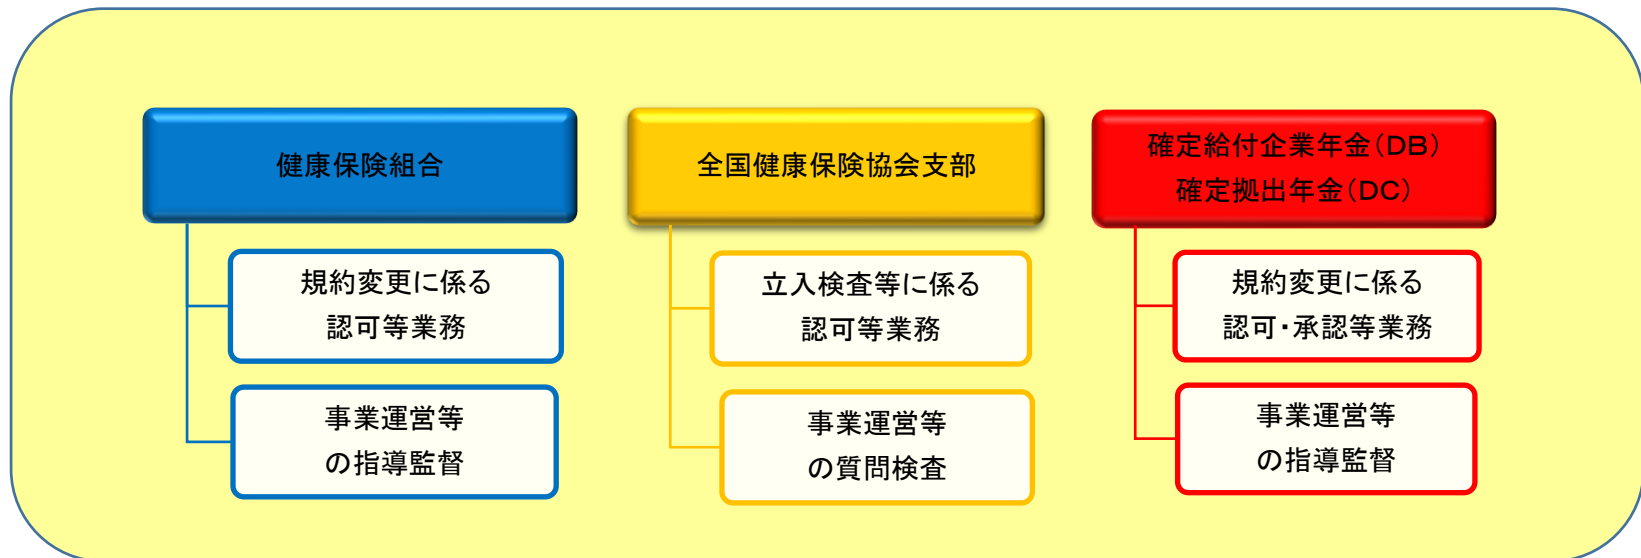 健康保険組合
規約変更に係る
認可等業務
事業運営等
の指導監督
全国健康保険協会支部
立入検査等に係る
認可等業務
事業運営等
の質問検査
確定給付企業年金(DB)
確定拠出年金(DC)
規約変更に係る
認可・承認等業務
事業運営等
の指導監督